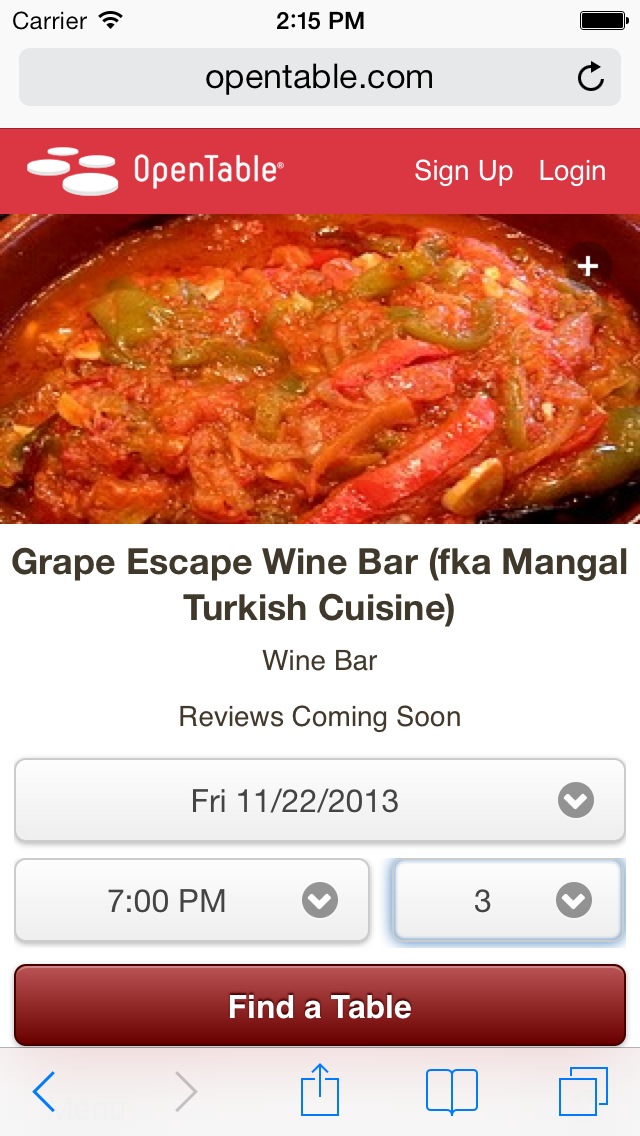 Carrier 2:15 PM
opentable.com
OpenTable® Sign Up Login
+
Grape Escape Wine Bar (fka Mangal
Turkish Cuisine)
Wine Bar
Reviews Coming Soon
Fri 11/22/2013
7:00 PM 3
Find a Table
Menu